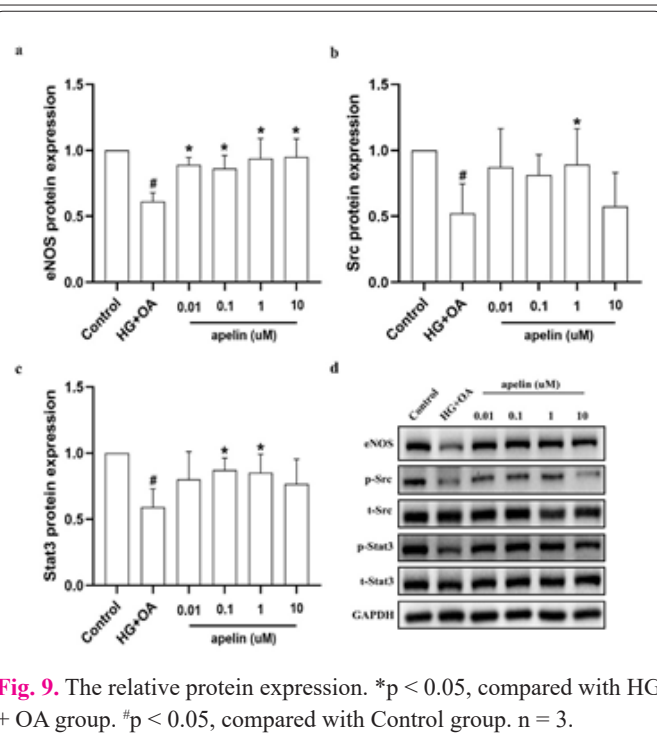 a
eNOS protein expression
1.5
1.0
0.5
0.0
#
*
*
*
*
Control
HG+OA
0.01
0.1
1
10
apelin (uM)
b
Src protein expression
1.5
1.0
0.5
0.0
#
*
Control
HG+OA
0.01
0.1
1
10
apelin (uM)
c
Stat3 protein expression
1.5
1.0
0.5
0.0
#
*
*
Control
HG+OA
0.01
0.1
1
10
apelin (uM)
d
apelin (uM)
Control
HG+OA
0.01
0.1
1
10
eNOS
p-Src
t-Src
p-Stat3
t-Stat3
GAPDH
Fig. 9. The relative protein expression. *p < 0.05, compared with HG
+ OA group. #p < 0.05, compared with Control group. n = 3.